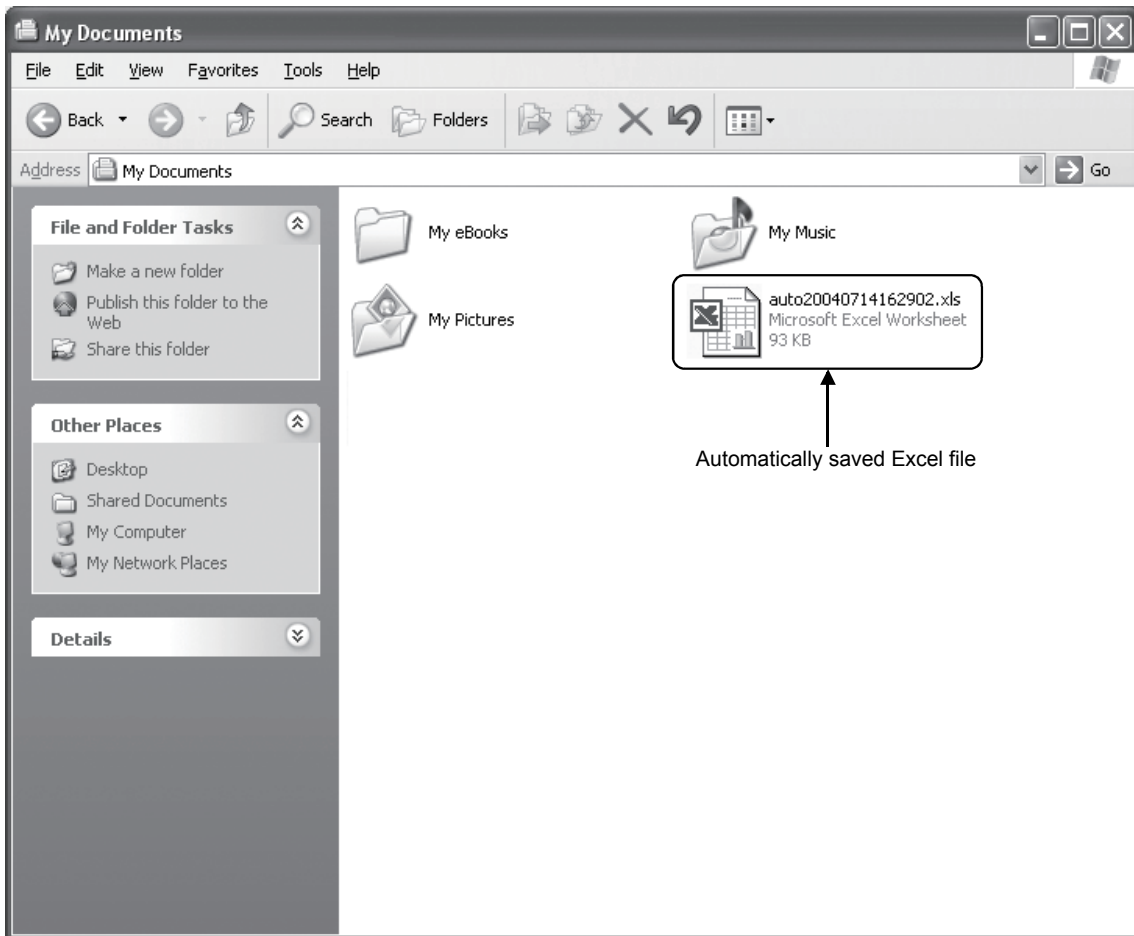 My Documents
File Edit View Favorites Tools Help
Back Search Folders
Address My Documents Go
File and Folder Tasks
Make a new folder
Publish this folder to the
Web
Share this folder
Other Places
Desktop
Shared Documents
My Computer
My Network Places
Details
My eBooks
My Music
My Pictures
auto20040714162902.xls
Microsoft Excel Worksheet
93 KB
Automatically saved Excel file